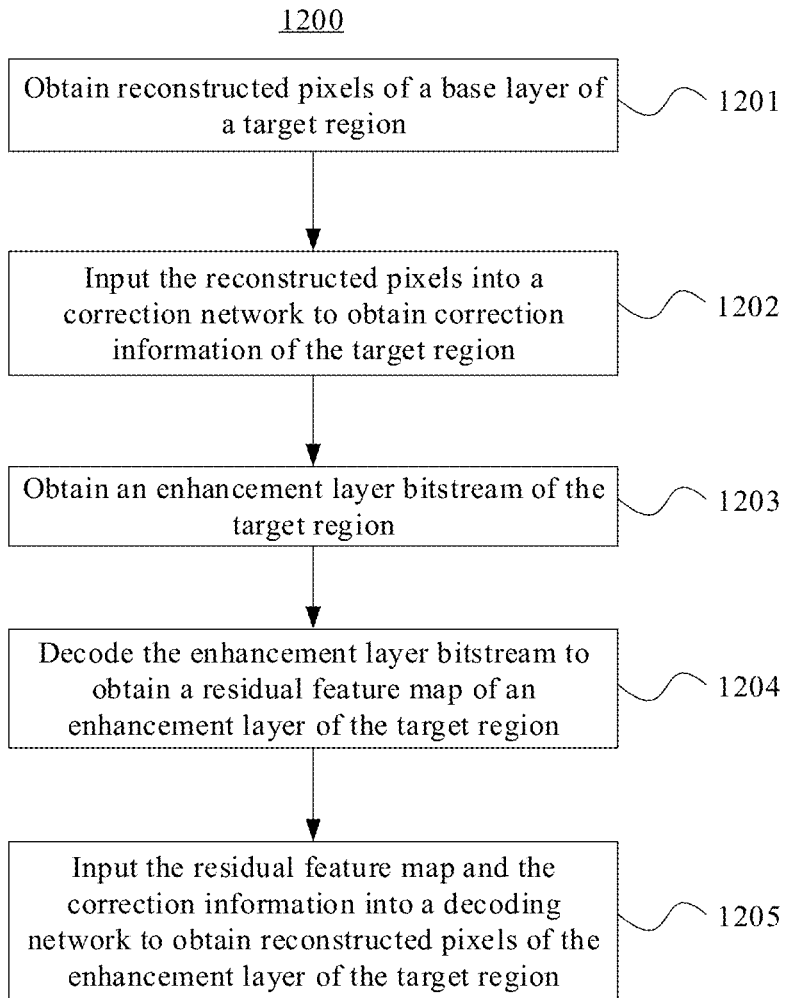 1200
Obtain reconstructed pixels of a base layer of
a target region
1201
Input the reconstructed pixels into a
correction network to obtain correction
information of the target region
1202
Obtain an enhancement layer bitstream of the
target region
1203
Decode the enhancement layer bitstream to
obtain a residual feature map of an
enhancement layer of the target region
1204
Input the residual feature map and the
correction information into a decoding
network to obtain reconstructed pixels of the
enhancement layer of the target region
1205